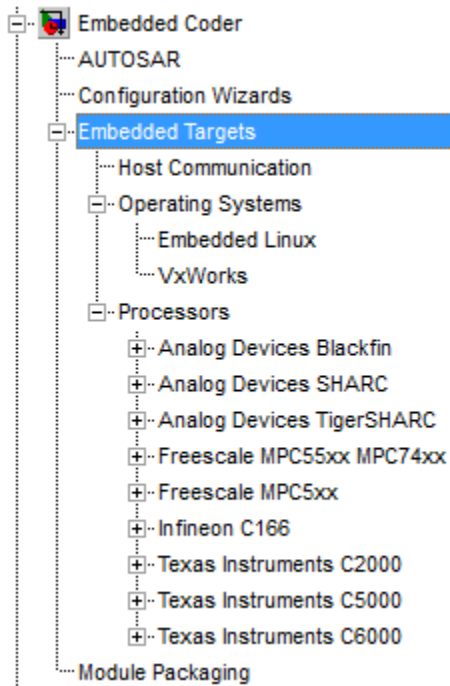 Embedded Coder
AUTOSAR
Configuration Wizards
Embedded Targets
Host Communication
Operating Systems
Embedded Linux
VxWorks
Processors
Analog Devices Blackfin
Analog Devices SHARC
Analog Devices TigerSHARC
Freescale MPC55xx MPC74xx
Freescale MPC5xx
Infineon C166
Texas Instruments C2000
Texas Instruments C5000
Texas Instruments C6000
Module Packaging